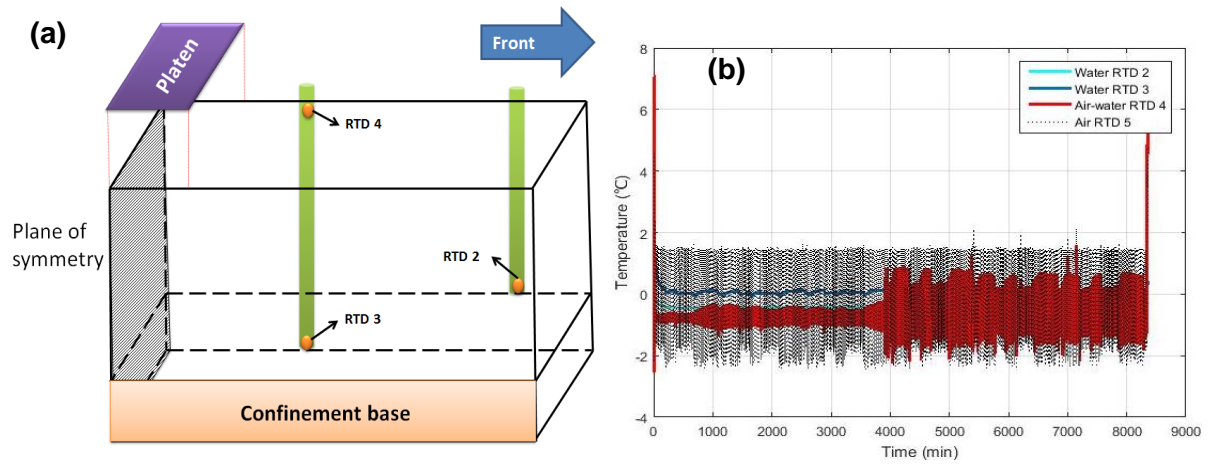 (a)
Platen
Front
RTD 4
Plane of
symmetry
RTD 2
RTD 3
Confinement base
(b)
Water RTD 2
Water RTD 3
Air-water RTD 4
Air RTD 5
Temperature (℃)
8
6
4
2
0
-2
-4
0 1000 2000 3000 4000 5000 6000 7000 8000 9000
Time (min)